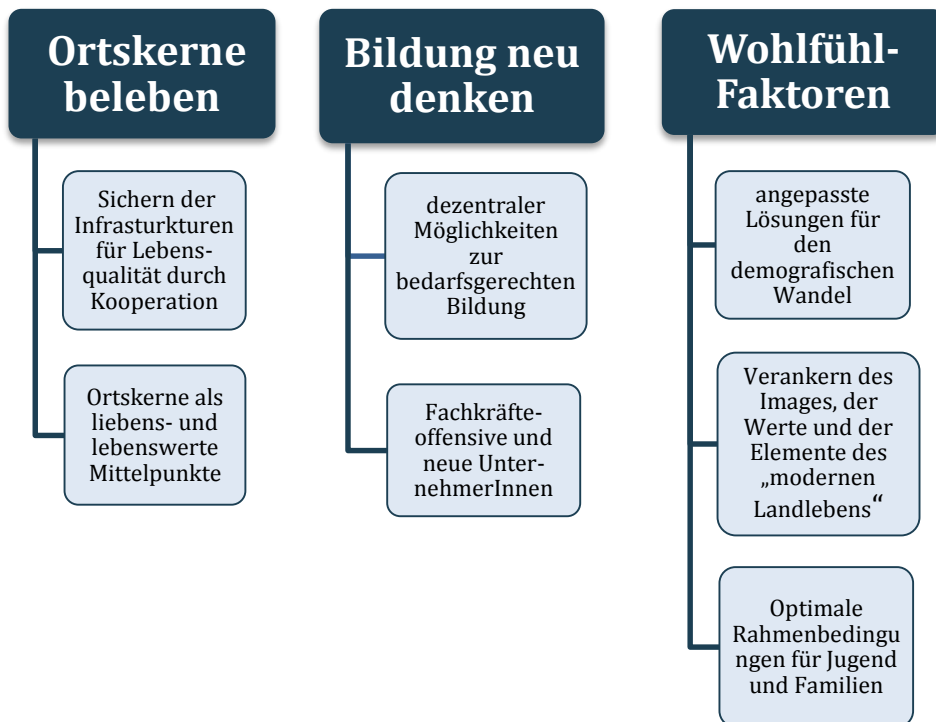 Ortskerne
beleben
Sichern der
Infrasturkturen
für Lebens-
qualität durch
Kooperation
Ortskerne als
liebens- und
lebenswerte
Mittelpunkte
Bildung neu
denken
dezentraler
Möglichkeiten
zur
bedarfsgerechten
Bildung
Fachkräfte-
offensive und
neue Unter-
nehmerInnen
Wohlfühl-
Faktoren
angepasste
Lösungen für
den
demografischen
Wandel
Verankern des
Images, der
Werte und der
Elemente des
„modernen
Landlebens“
Optimale
Rahmenbedingu
ngen für Jugend
und Familien